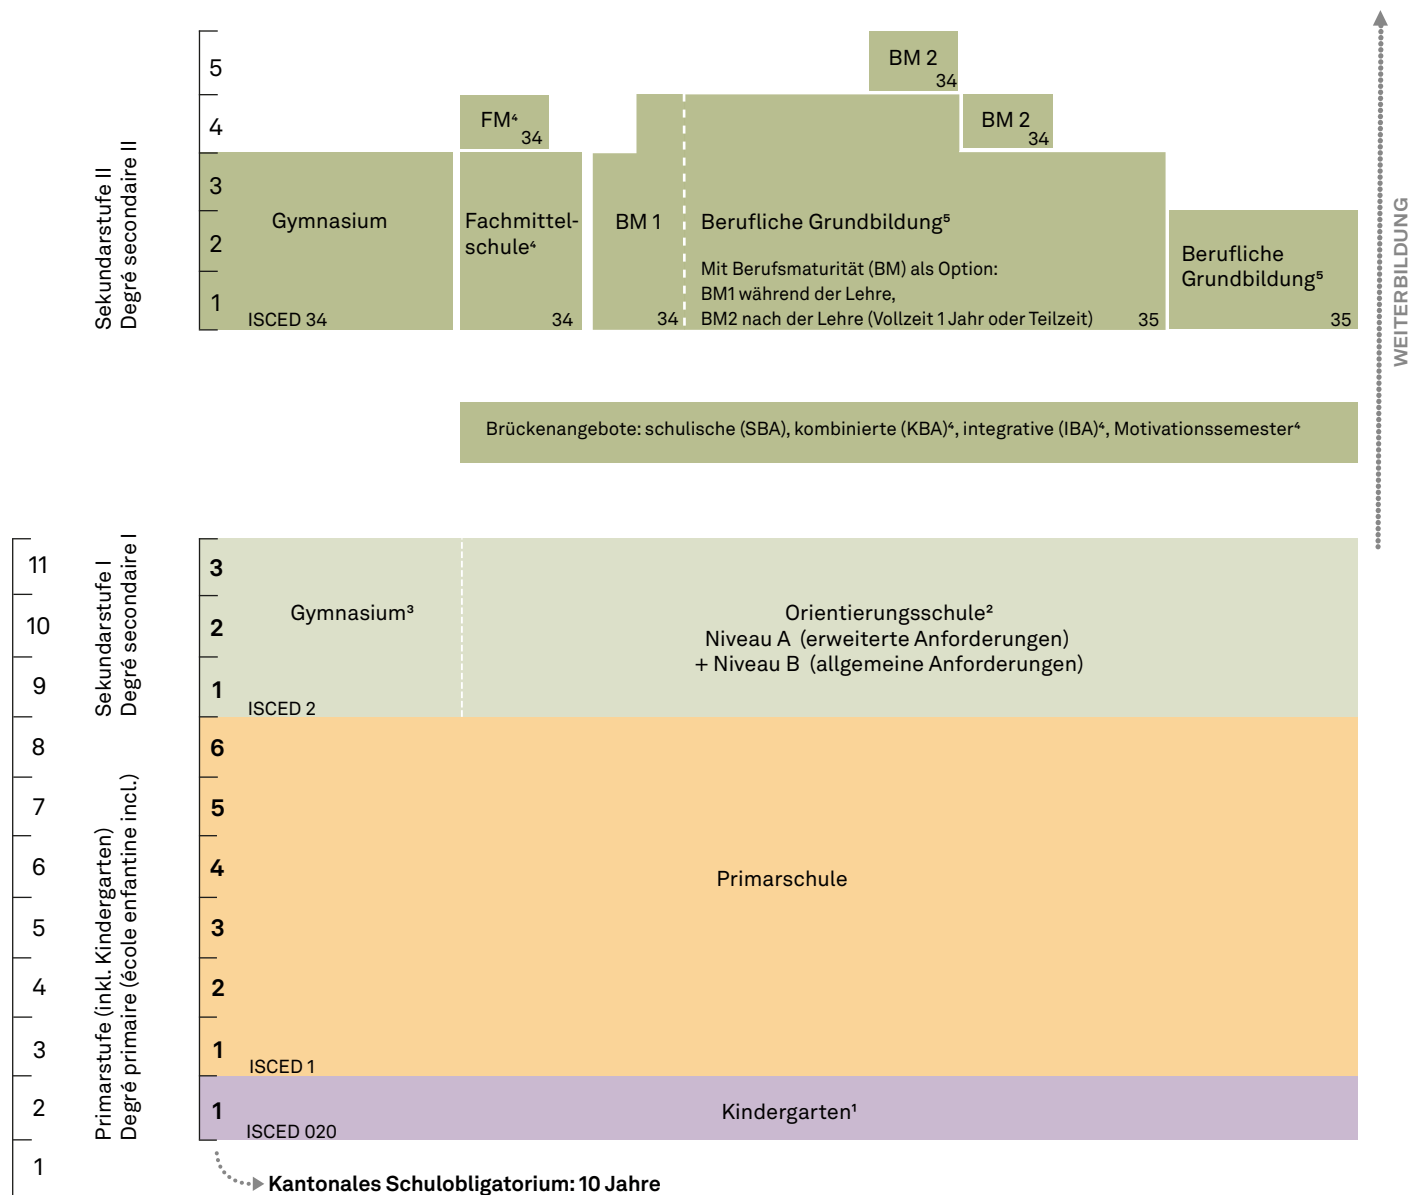 5
4
3
2
1
Sekundarstufe II
Degré secondaire II
BM 2
34
FM⁴
34
BM 2
34
Gymnasium
ISCED 34
Fachmittel-
schule⁴
34
BM 1
34
Berufliche Grundbildung⁵
Mit Berufsmaturität (BM) als Option:
BM1 während der Lehre,
BM2 nach der Lehre (Vollzeit 1 Jahr oder Teilzeit)
35
Berufliche
Grundbildung⁵
35
WEITERBILDUNG
Brückenangebote: schulische (SBA), kombinierte (KBA)⁴, integrative (IBA)⁴, Motivationssemester⁴
11
10
9
8
7
6
5
4
3
2
1
Sekundarstufe I
Degré secondaire I
Primarstufe (inkl. Kindergarten)
Degré primaire (école enfantine incl.)
3
2
1
Gymnasium³
ISCED 2
Orientierungsschule²
Niveau A (erweiterte Anforderungen)
+ Niveau B (allgemeine Anforderungen)
6
5
4
3
2
1
Primarschule
ISCED 1
1
Kindergarten¹
ISCED 020
Kantonales Schulobligatorium: 10 Jahre